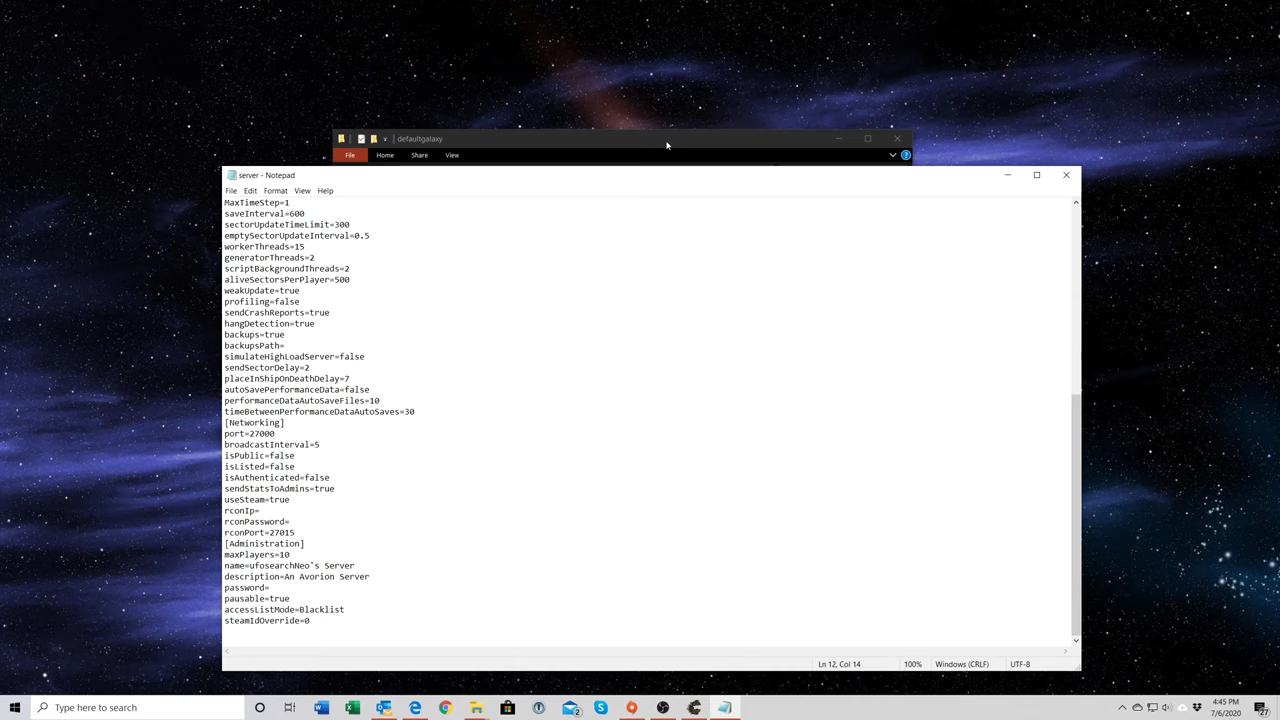 defaultgalaxy
File Home Share View
server - Notepad
File Edit Format View Help
MaxTimeStep=1
saveInterval=600
sectorUpdateTimeLimit=300
emptySectorUpdateInterval=0.5
workerThreads=15
generatorThreads=2
scriptBackgroundThreads=2
aliveSectorsPerPlayer=500
weakUpdate=true
profiling=false
sendCrashReports=true
hangDetection=true
backups=true
backupsPath=
simulateHighLoadServer=false
sendSectorDelay=2
placeInShipOnDeathDelay=7
autoSavePerformanceData=false
performanceDataAutoSaveFiles=10
timeBetweenPerformanceDataAutoSaves=30
[Networking]
port=27000
broadcastInterval=5
isPublic=false
isListed=false
isAuthenticated=false
sendStatsToAdmins=true
useSteam=true
rconIp=
rconPassword=
rconPort=27015
[Administration]
maxPlayers=10
name=ufosearchNeo's Server
description=An Avorion Server
password=
pausable=true
accessListMode=Blacklist
steamIdOverride=0
Ln 12, Col 14 100% Windows (CRLF) UTF-8
Type here to search
2
4:45 PM
7/6/2020
27